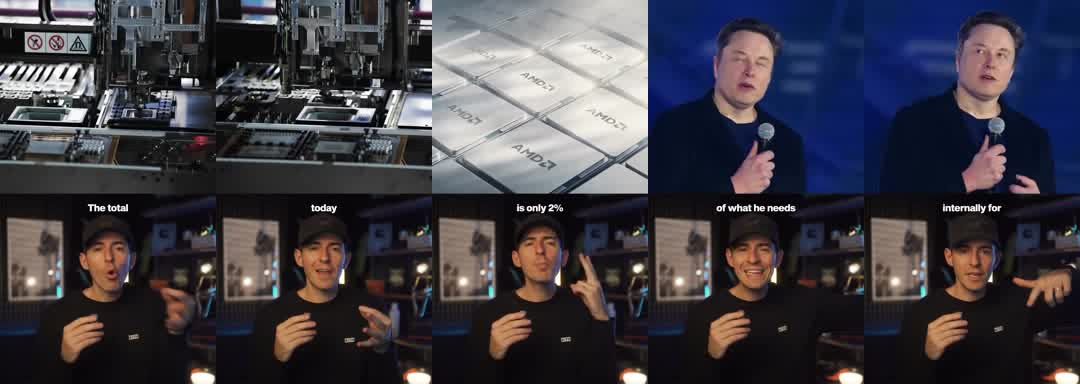 AMD
AMD
AMD
AMD
AMD
The total
today
is only 2%
of what he needs
internally for